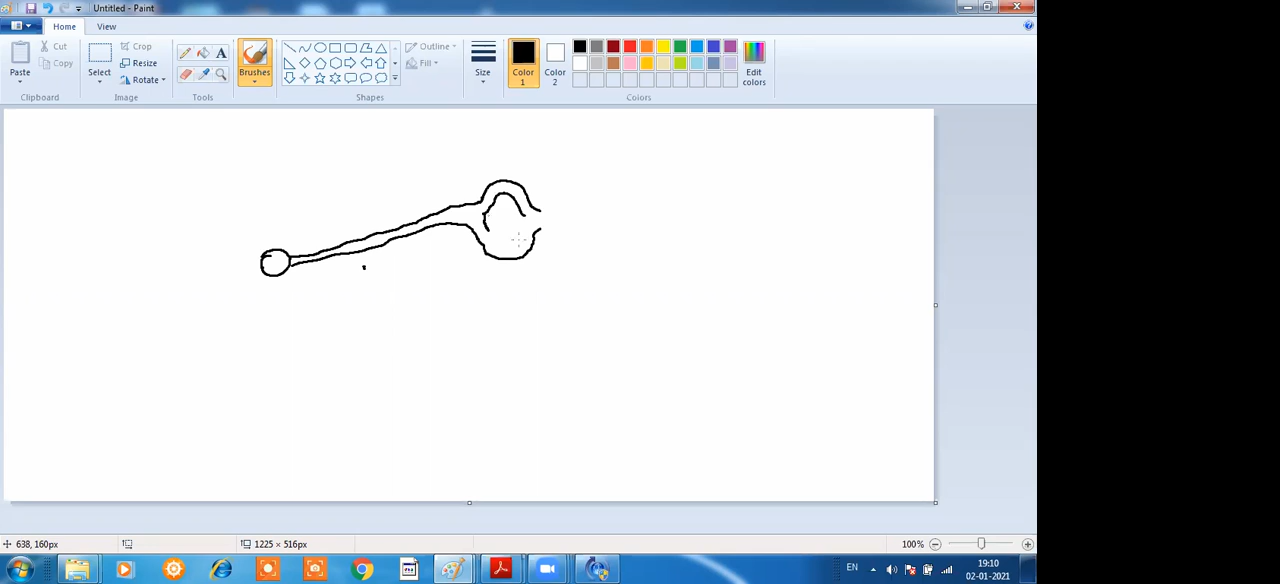 Untitled - Paint
Home View
Paste
Cut
Copy
Clipboard
Select
Crop
Resize
Rotate
Image
A
Tools
Brushes
Outline
Fill
Shapes
Size
Color 1
Color 2
Edit colors
Colors
638, 160px
1225 × 516px
100%
EN
19:10
02-01-2021